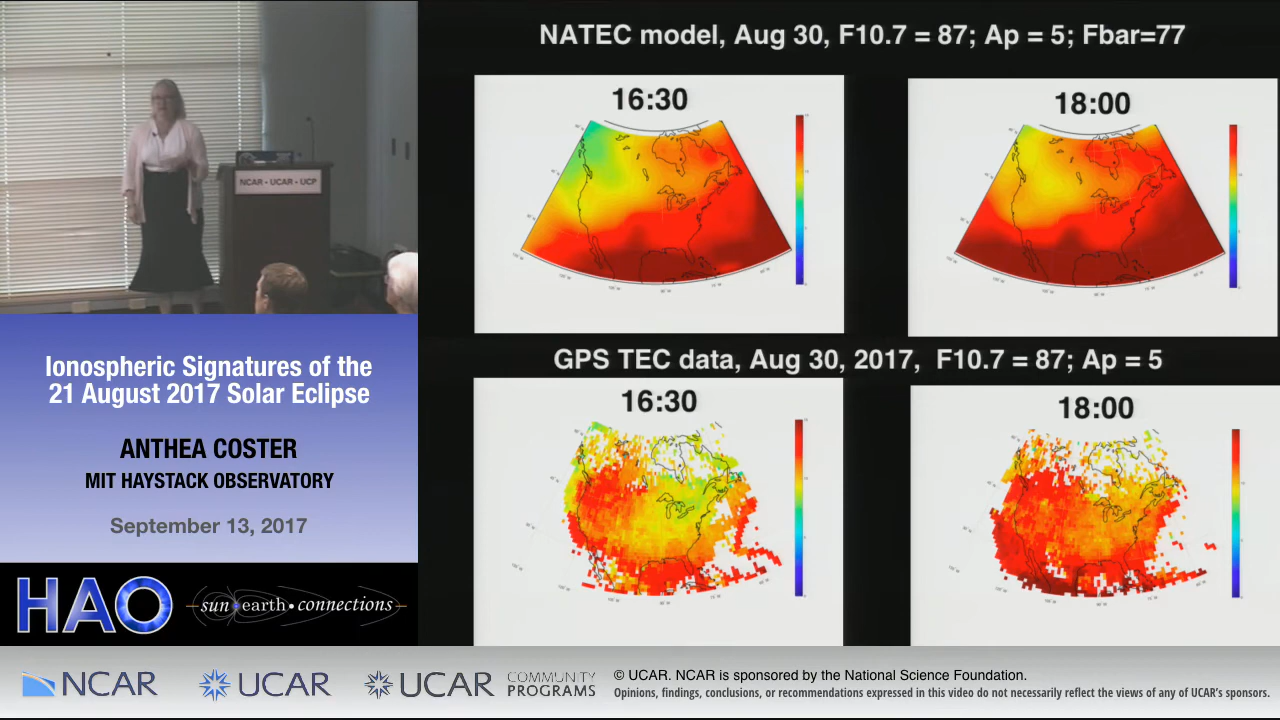 NATEC model, Aug 30, F10.7 = 87; Ap = 5; Fbar=77
16:30
18:00
GPS TEC data, Aug 30, 2017, F10.7 = 87; Ap = 5
16:30
18:00
NCAR • UCAR • UCP
Ionospheric Signatures of the
21 August 2017 Solar Eclipse
ANTHEA COSTER
MIT HAYSTACK OBSERVATORY
September 13, 2017
HAO
sun • earth • connections
NCAR
UCAR
UCAR
COMMUNITY
PROGRAMS
© UCAR. NCAR is sponsored by the National Science Foundation.
Opinions, findings, conclusions, or recommendations expressed in this video do not necessarily reflect the views of any of UCAR's sponsors.